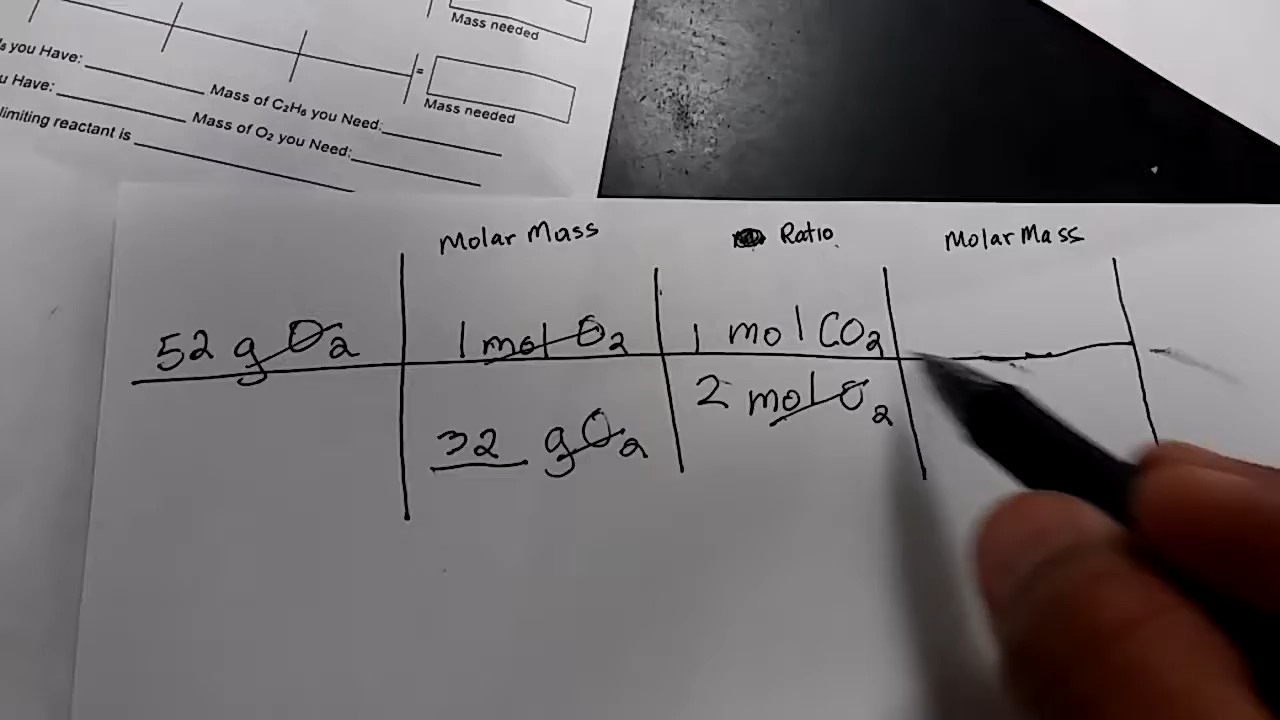 Mass needed
=
Mass needed
you Have: Mass of C₂H₆ you Need:
Have: Mass of O₂ you Need:
limiting reactant is
Molar Mass Ratio Molar Mass
52 g O₂ 1 mol O₂ 1 mol CO₂
32 g O₂ 2 mol O₂